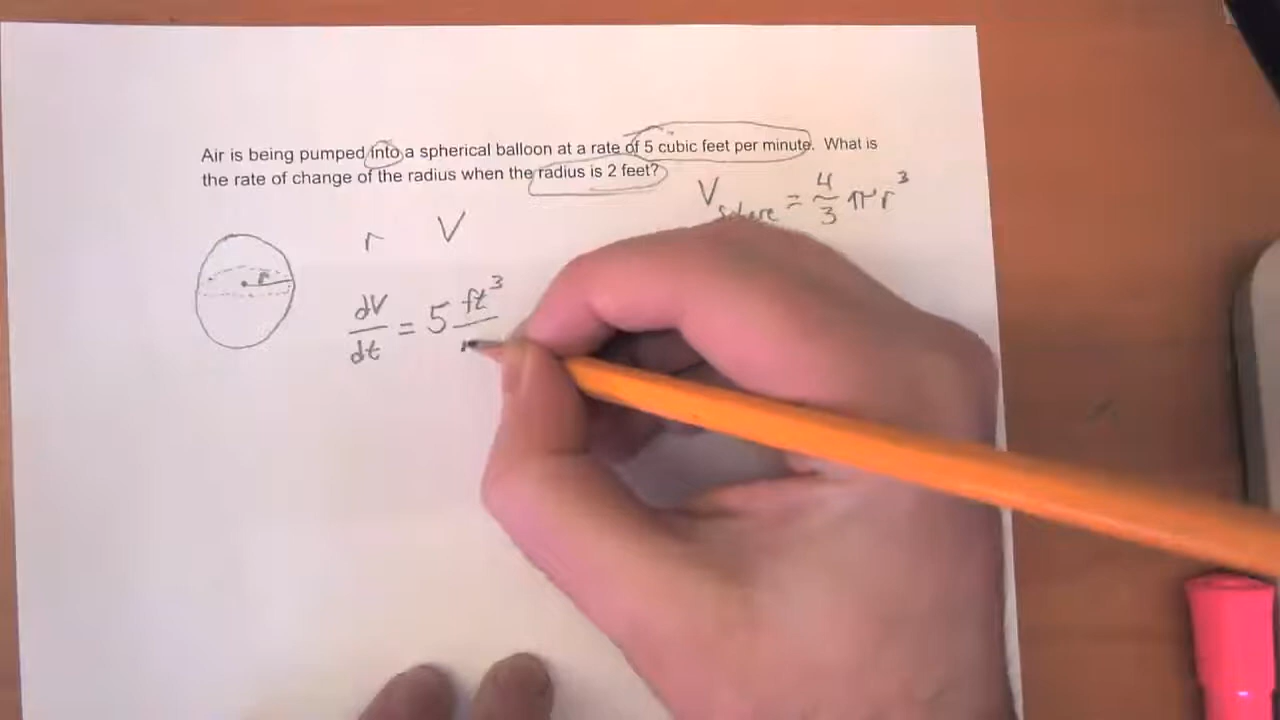 Air is being pumped into a spherical balloon at a rate of 5 cubic feet per minute. What is
the rate of change of the radius when the radius is 2 feet?
V sphere = 4/3 πr³
r V
r
dV/dt = 5 ft³/